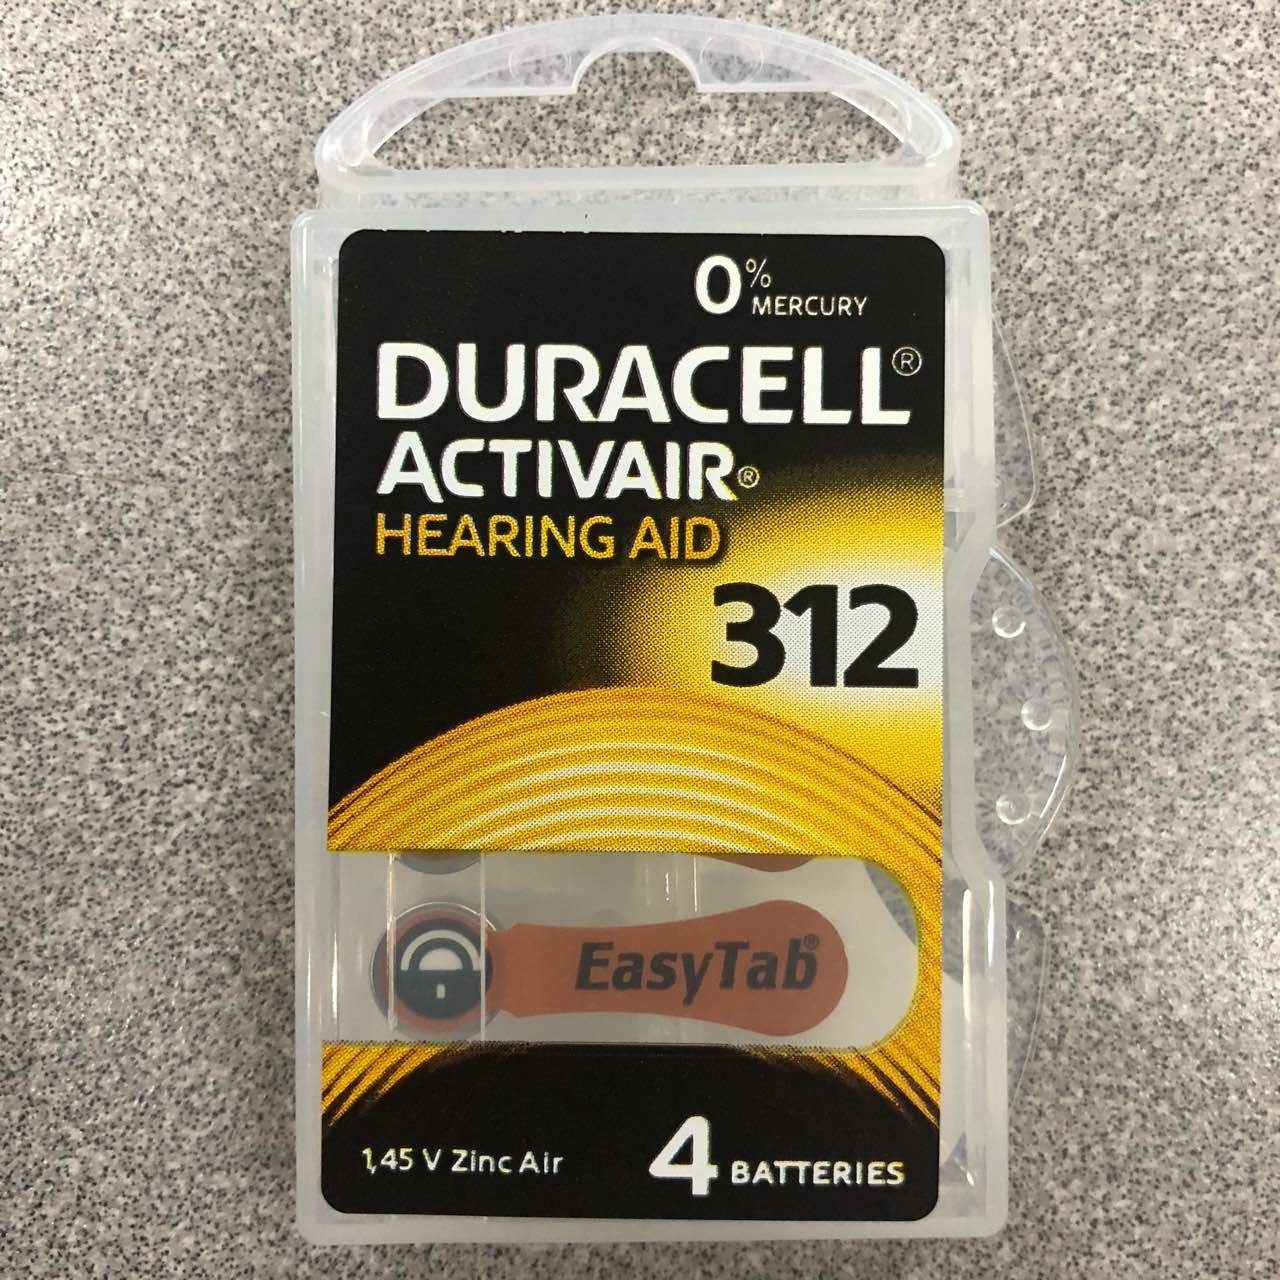 0%
MERCURY
DURACELL®
ACTIVAIR®
HEARING AID
312
EasyTab®
1,45 V Zinc Air
4 BATTERIES